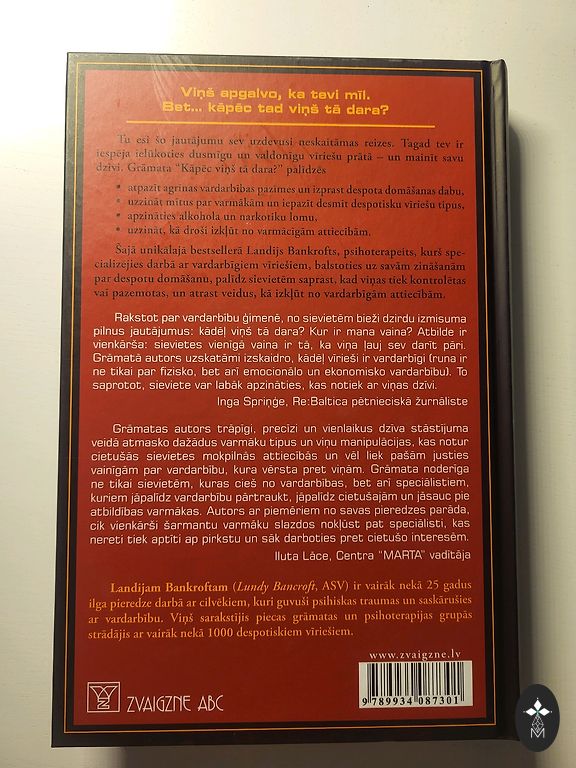 Viņš apgalvo, ka tevi mīl.
Bet... kāpēc tad viņš tā dara?
Tu esi šo jautājumu sev uzdevusi neskaitāmas reizes. Tagad tev ir
iespēja ielūkoties dusmīgu un valdonīgu vīriešu prātā – un mainīt savu
dzīvi. Grāmata "Kāpēc viņš tā dara?" palīdzēs
• atpazīt agrīnas vardarbības pazīmes un izprast despota domāšanas dabu,
• uzzināt mītus par varmākām un iepazīt desmit despotisku vīriešu tipus,
• apzināties alkohola un narkotiku lomu,
• uzzināt, kā droši izkļūt no varmācīgām attiecībām.
Šajā unikālajā bestsellerā Landijs Bankrofts, psihoterapeits, kurš spe-
cializējies darbā ar vardarbīgiem vīriešiem, balstoties uz savām zināšanām
par despotu domāšanu, palīdz sievietēm saprast, kad viņas tiek kontrolētas
vai pazemotas, un atrast veidus, kā izkļūt no vardarbīgām attiecībām.
Rakstot par vardarbību ģimenē, no sievietēm bieži dzirdu izmisuma
pilnus jautājumus: kādēļ viņš tā dara? Kur ir mana vaina? Atbilde ir
vienkārša: sievietes vienīgā vaina ir tā, ka viņa ļauj sev darīt pāri.
Grāmatā autors uzskatāmi izskaidro, kādēļ vīrieši ir vardarbīgi (runa ir
ne tikai par fizisko, bet arī emocionālo un ekonomisko vardarbību). To
saprotot, sieviete var labāk apzināties, kas notiek ar viņas dzīvi.
Inga Spriņģe, Re:Baltica pētnieciskā žurnāliste
Grāmatas autors trāpīgi, precīzi un vienlaikus dzīva stāstījuma
veidā atmasko dažādus varmāku tipus un viņu manipulācijas, kas notur
cietušās sievietes mokpilnās attiecībās un vēl liek pašām justies
vainīgām par vardarbību, kura vērsta pret viņām. Grāmata noderīga
ne tikai sievietēm, kuras cieš no vardarbības, bet arī speciālistiem,
kuriem jāpalīdz vardarbību pārtraukt, jāpalīdz cietušajām un jāsauc pie
atbildības varmākas. Autors ar piemēriem no savas pieredzes parāda,
cik vienkārši šarmantu varmāku slazdos nokļūst pat speciālisti, kas
nereti tiek aptīti ap pirkstu un sāk darboties pret cietušo interesēm.
Iluta Lāce, Centra "MARTA" vadītāja
Landijam Bankroftam (Lundy Bancroft, ASV) ir vairāk nekā 25 gadus
ilga pieredze darbā ar cilvēkiem, kuri guvuši psihiskas traumas un saskārušies
ar vardarbību. Viņš sarakstījis piecas grāmatas un psihoterapijas grupās
strādājis ar vairāk nekā 1000 despotiskiem vīriešiem.
www.zvaigzne.lv
ZVAIGZNE ABC
9 789934 087301
M